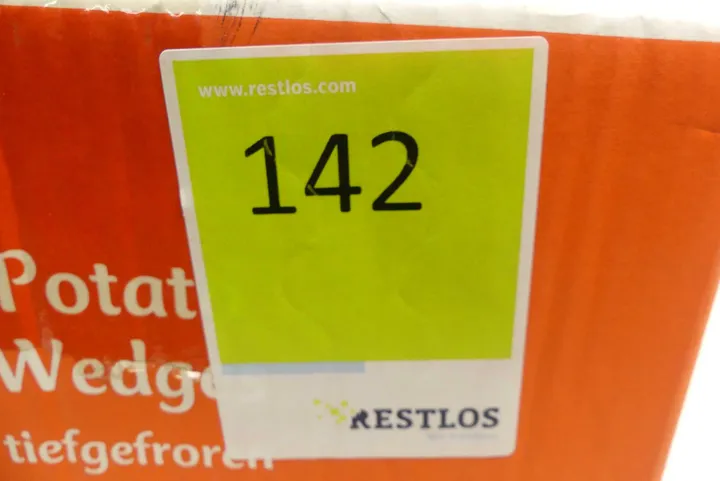 www.restlos.com
142
Potat
Wedge
tiefgefroren
RESTLOS